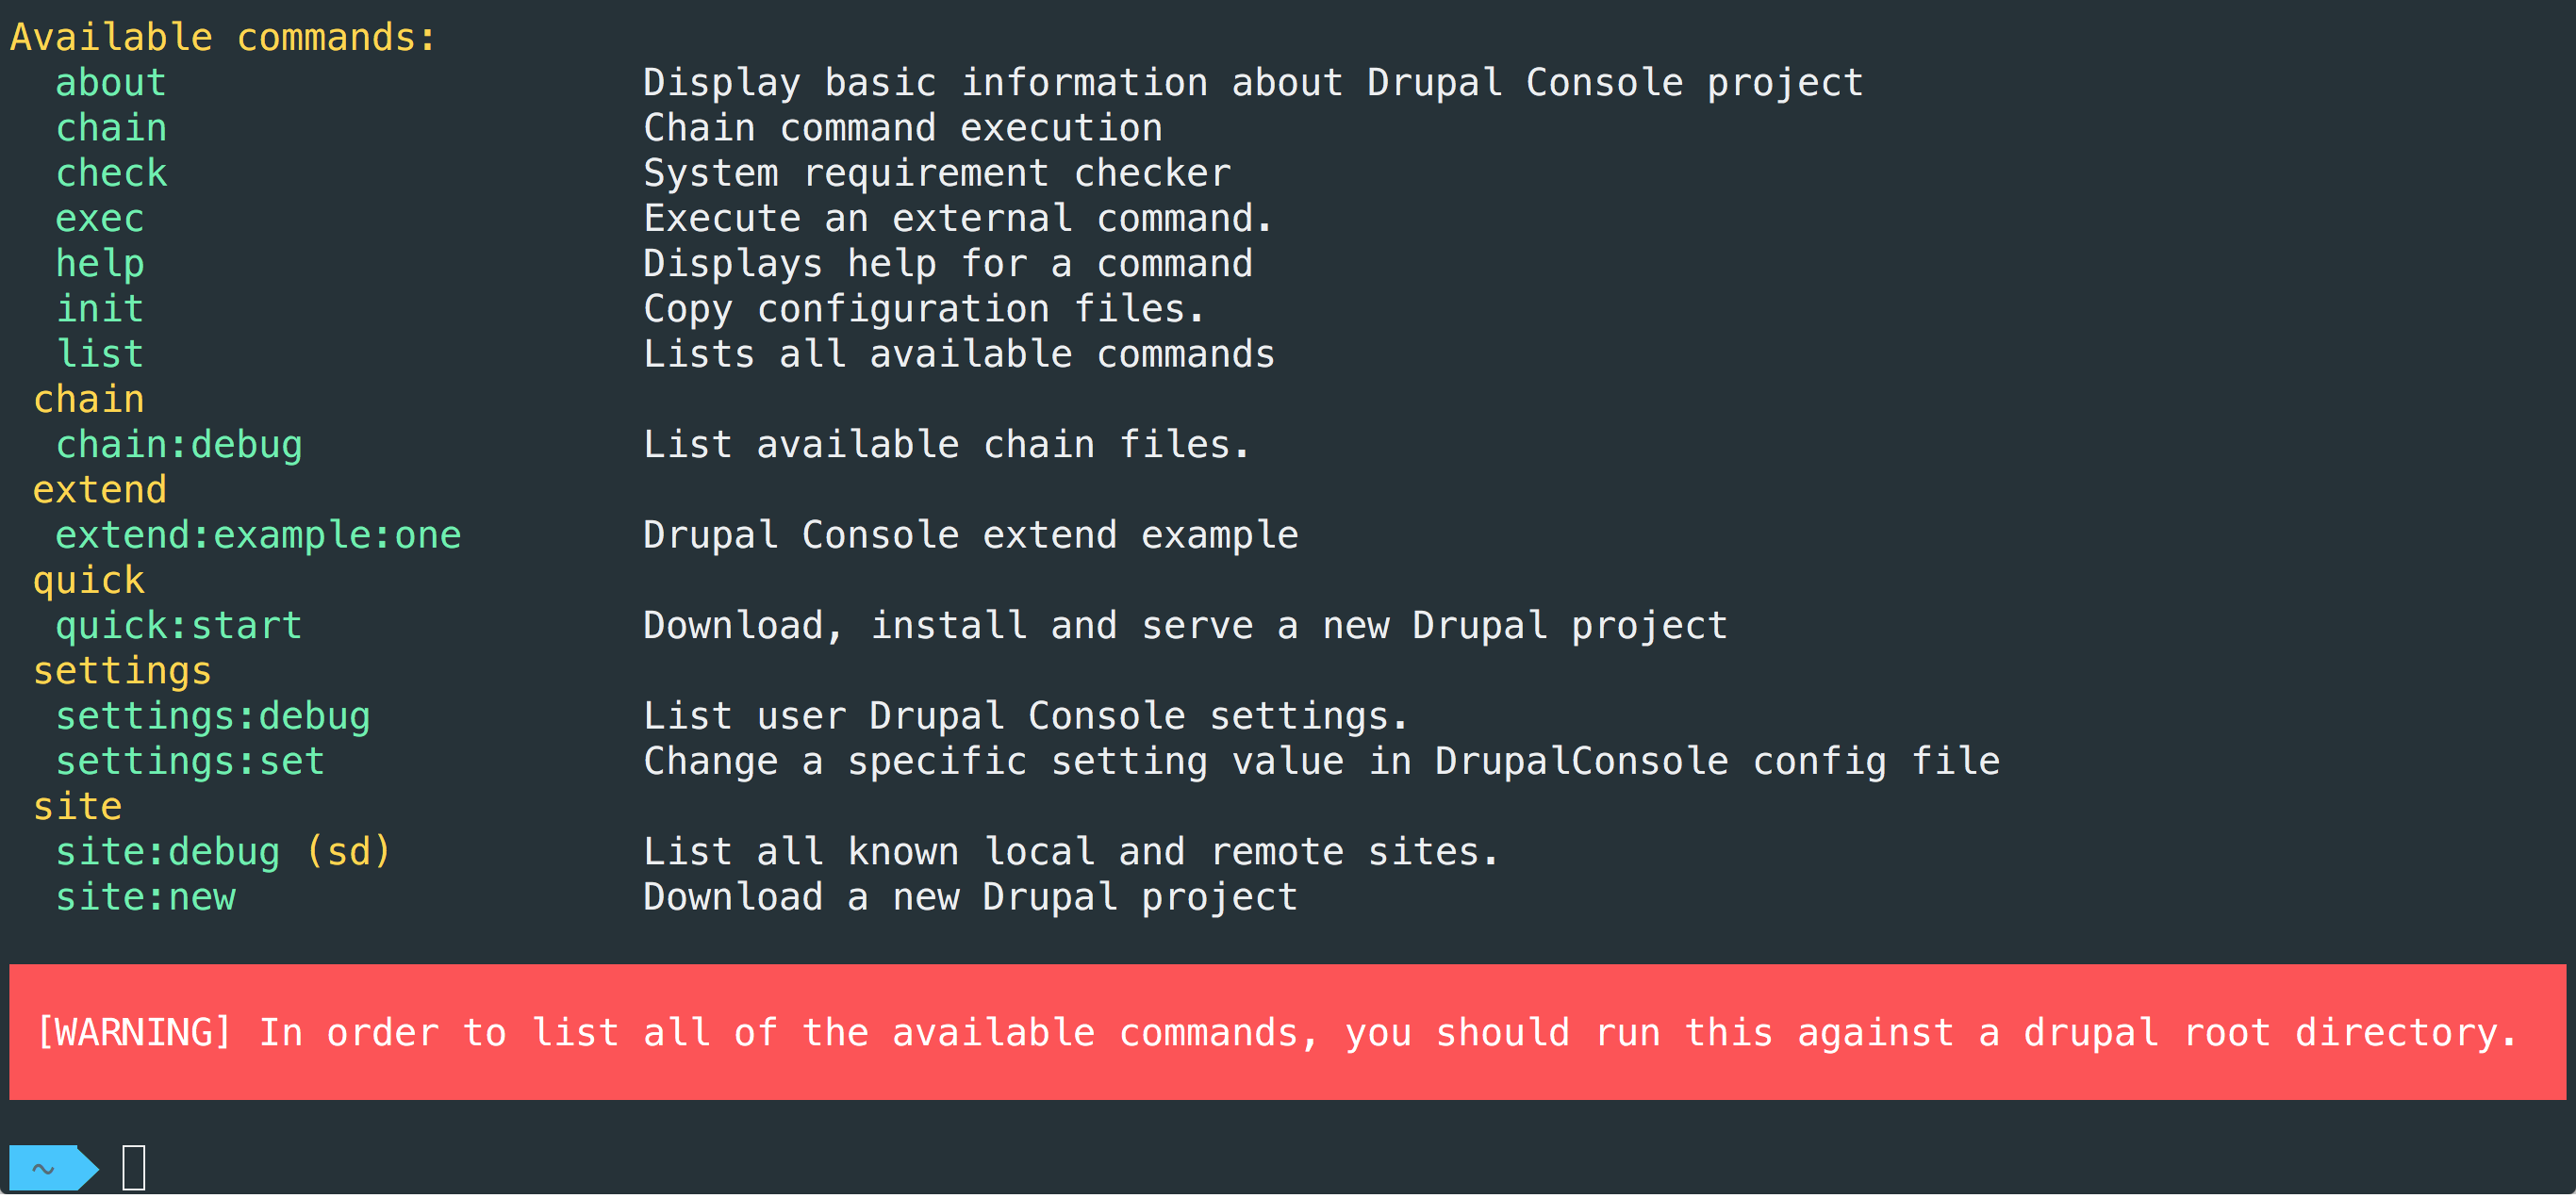 Available commands:
about Display basic information about Drupal Console project
chain Chain command execution
check System requirement checker
exec Execute an external command.
help Displays help for a command
init Copy configuration files.
list Lists all available commands
chain
chain:debug List available chain files.
extend
extend:example:one Drupal Console extend example
quick
quick:start Download, install and serve a new Drupal project
settings
settings:debug List user Drupal Console settings.
settings:set Change a specific setting value in DrupalConsole config file
site
site:debug (sd) List all known local and remote sites.
site:new Download a new Drupal project
[WARNING] In order to list all of the available commands, you should run this against a drupal root directory.
~